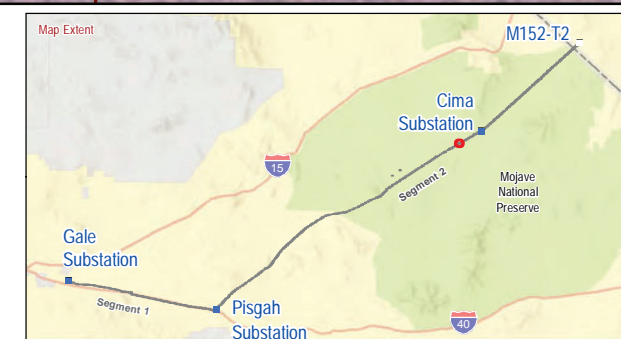 Map Extent
M152-T2
Cima
Substation
15
Segment 2
Mojave
National
Preserve
Gale
Substation
Segment 1
Pisgah
Substation
40